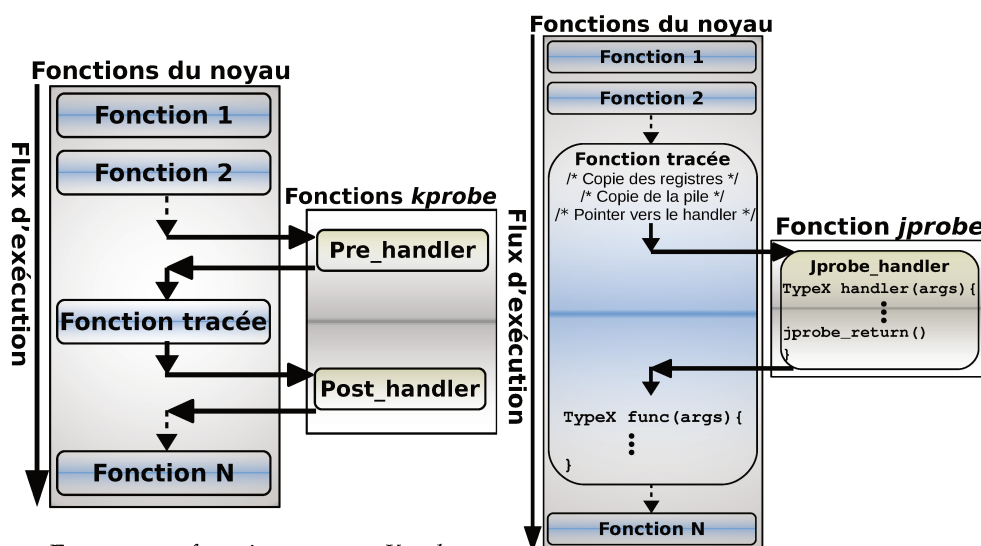 Fonctions du noyau
Flux d'exécution
Fonction 1
Fonction 2
Fonctions kprobe
Pre_handler
Fonction tracée
Post_handler
Fonction N
Fonctions du noyau
Flux d'exécution
Fonction 1
Fonction 2
Fonction tracée
/* Copie des registres */
/* Copie de la pile */
/* Pointer vers le handler */
Fonction jprobe
Jprobe_handler
TypeX handler(args){
jprobe_return()
}
TypeX func(args){
}
Fonction N